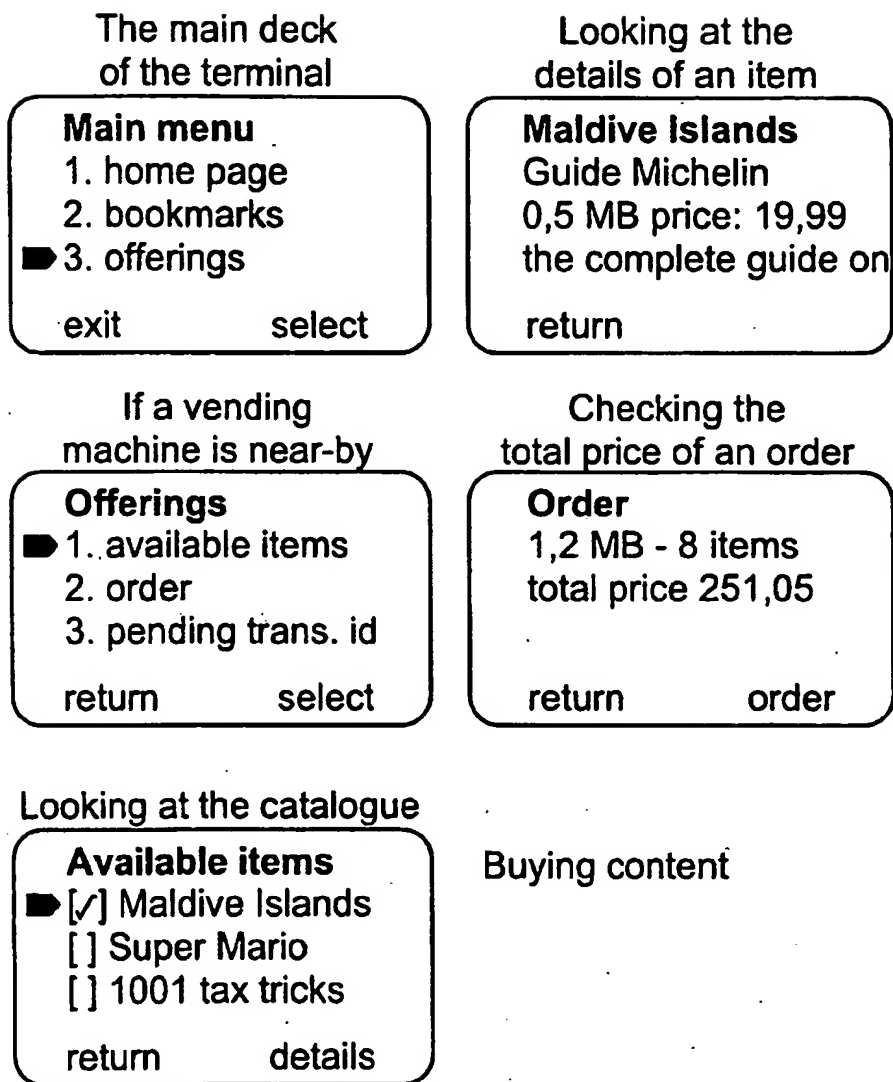 The main deck
of the terminal
Main menu
1. home page
2. bookmarks
3. offerings
exit select
If a vending
machine is near-by
Offerings
1. available items
2. order
3. pending trans. id
return select
Looking at the catalogue
Available items
[✓] Maldive Islands
[ ] Super Mario
[ ] 1001 tax tricks
return details
Looking at the
details of an item
Maldive Islands
Guide Michelin
0,5 MB price: 19,99
the complete guide on
return
Checking the
total price of an order
Order
1,2 MB - 8 items
total price 251,05
return order
Buying content